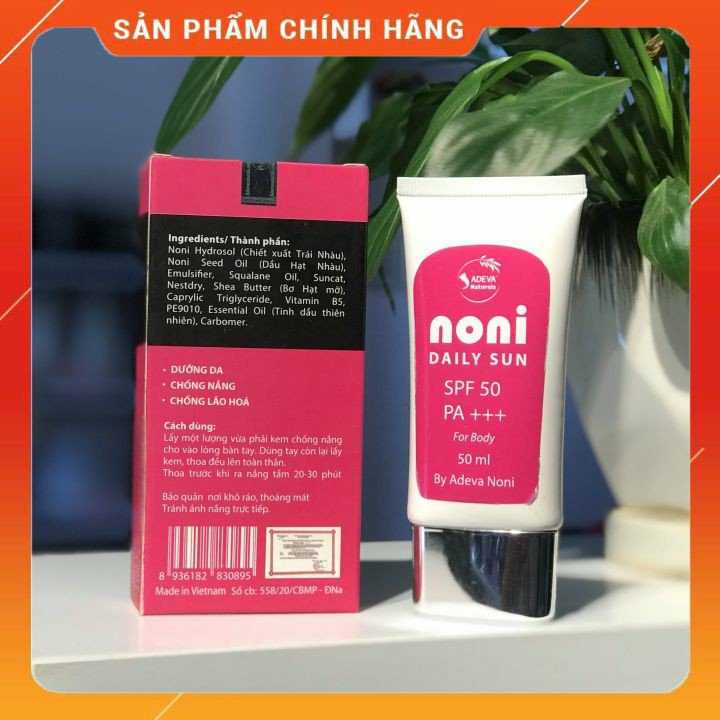 SẢN PHẨM CHÍNH HÃNG
Ingredients/ Thành phần:
Noni Hydrosol (Chiết xuất Trái Nhàu),
Noni Seed Oil (Dầu Hạt Nhàu),
Emulsifier, Squalane Oil, Suncat,
Nestdry, Shea Butter (Bơ Hạt mỡ),
Caprylic Triglyceride, Vitamin B5,
PE9010, Essential Oil (Tinh dầu thiên
nhiên), Carbomer.
• DƯỠNG DA
• CHỐNG NẮNG
• CHỐNG LÃO HOÁ
Cách dùng:
Lấy một lượng vừa phải kem chống nắng
cho vào lòng bàn tay. Dùng tay còn lại lấy
kem, thoa đều lên toàn thân.
Thoa trước khi ra nắng tầm 20-30 phút
Bảo quản nơi khô ráo, thoáng mát
Tránh ánh nắng trực tiếp.
8 936182 830895
Made in Vietnam Số cb: 558/20/CBMP - ĐNa
ADEVA
Naturals
noni
DAILY SUN
SPF 50
PA +++
For Body
50 ml
By Adeva Noni